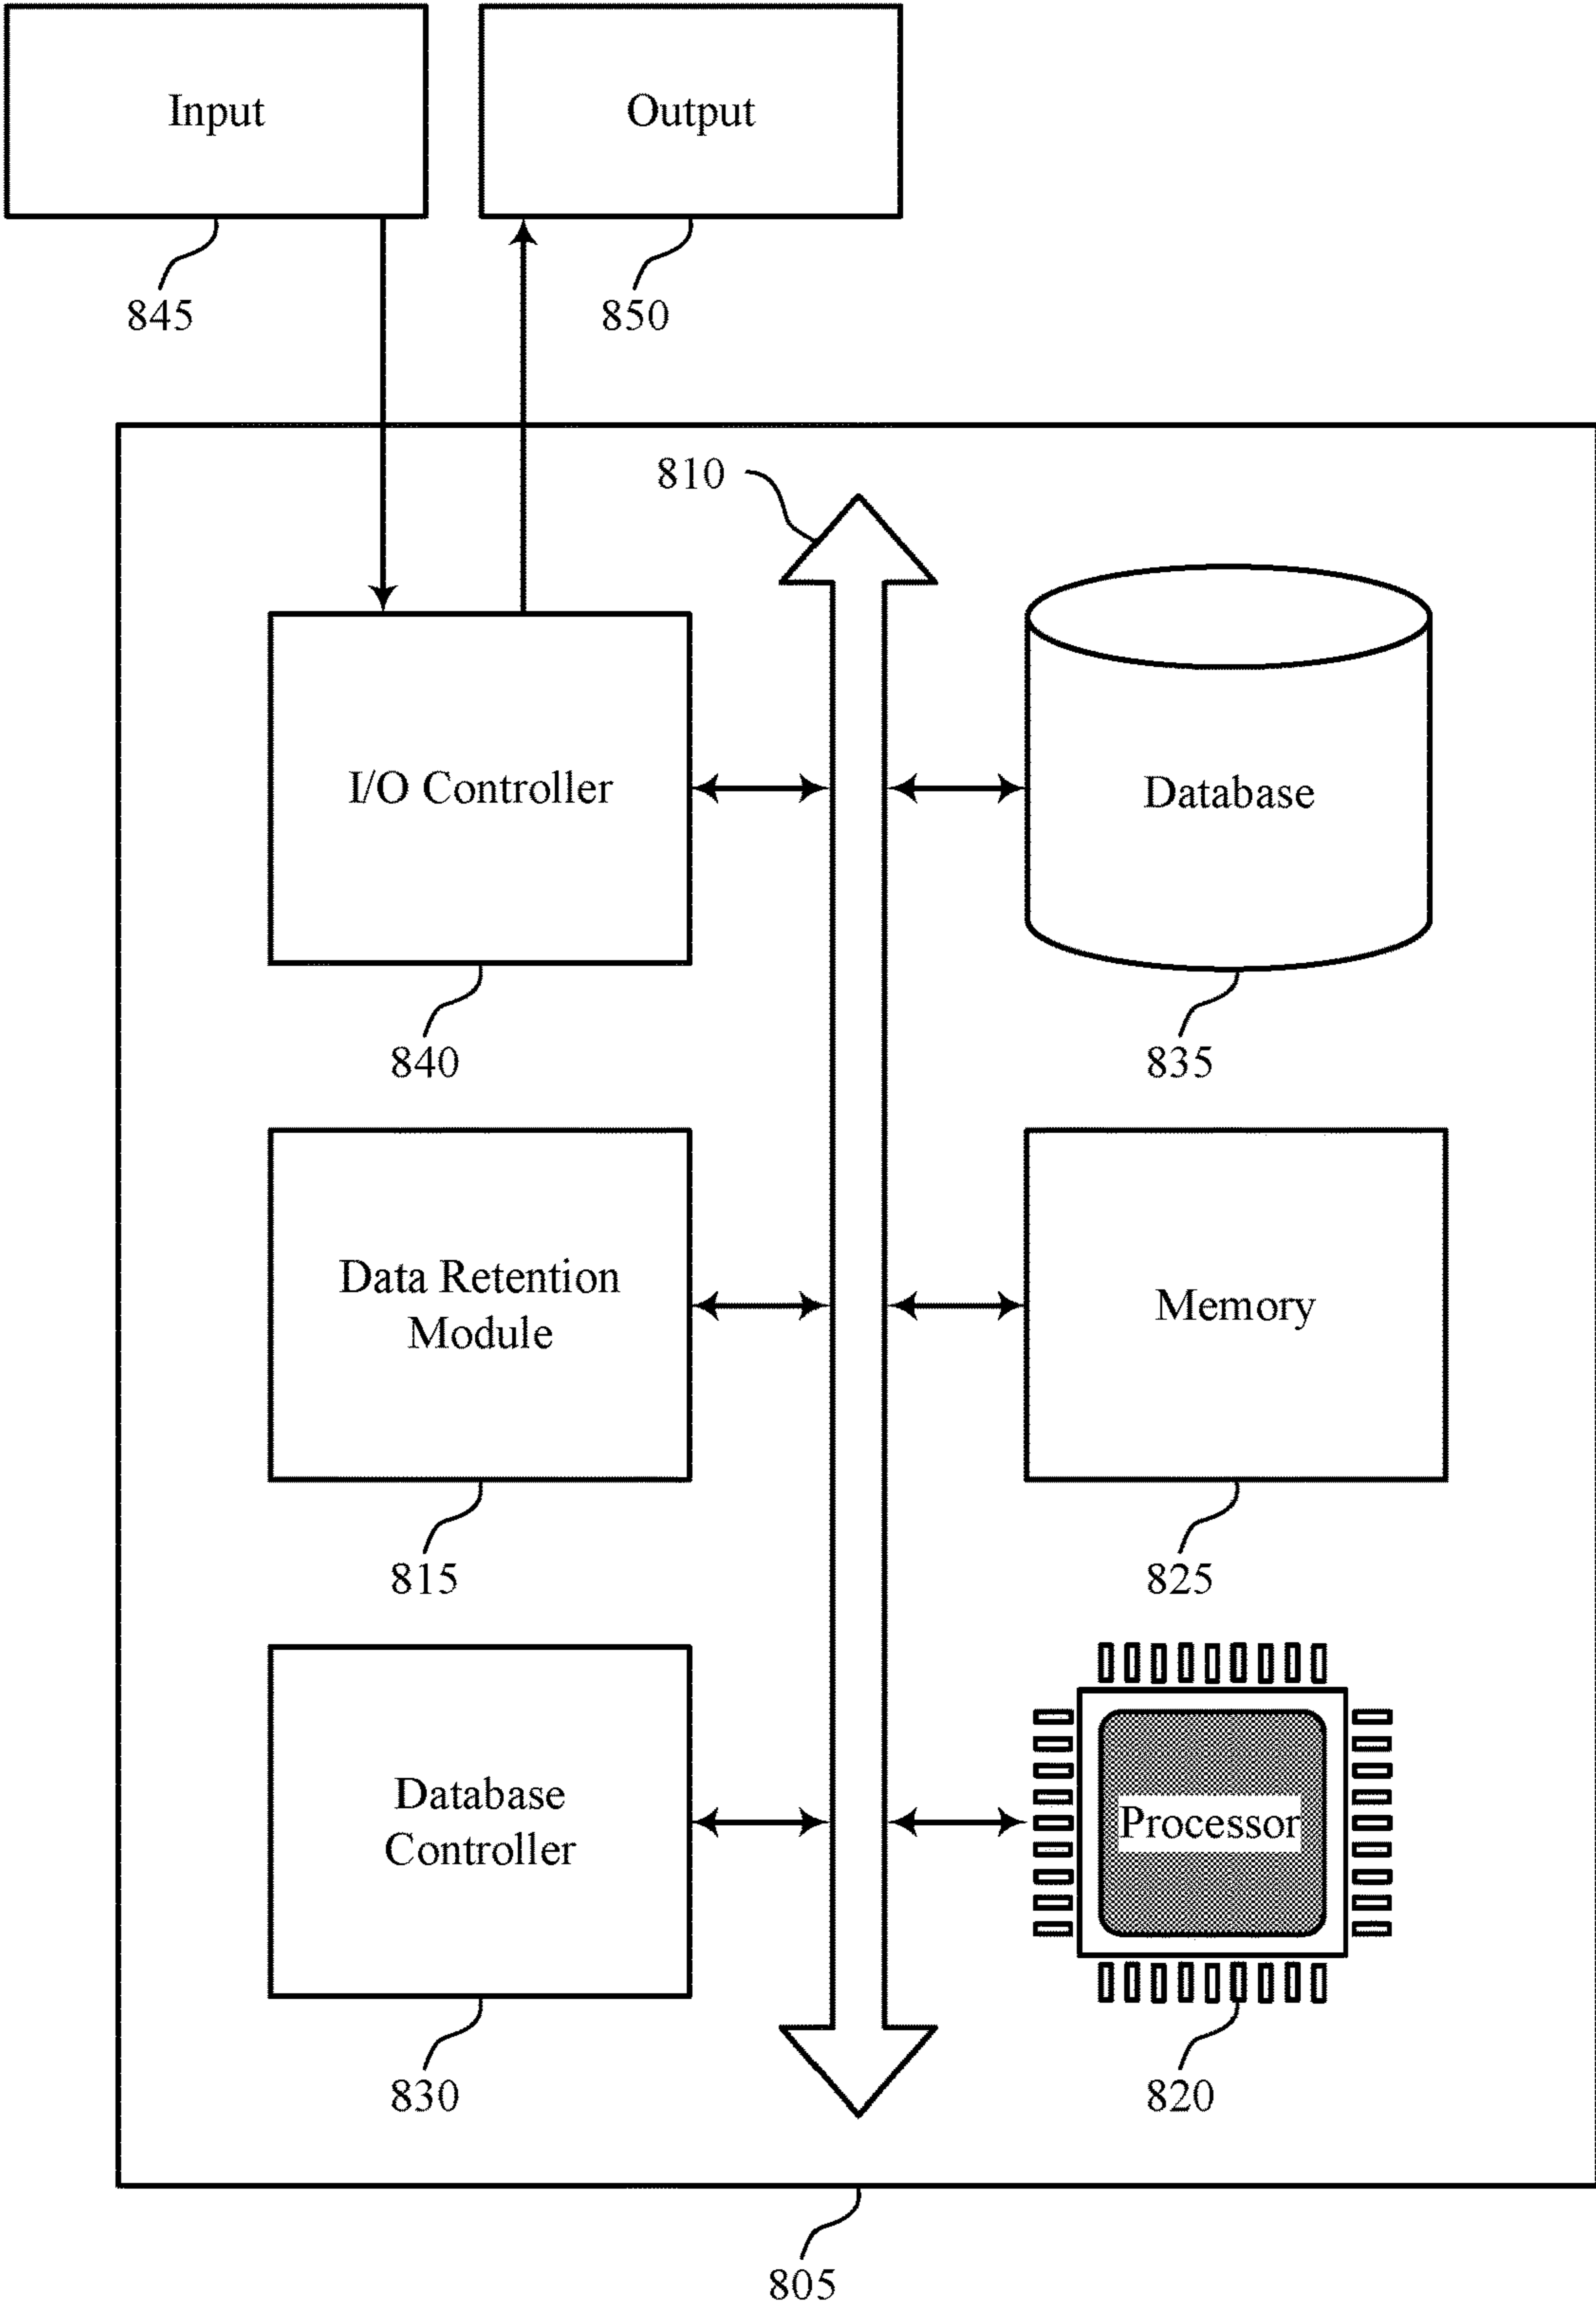 Input
Output
845
850
810
I/O Controller
Database
840
835
Data Retention
Module
Memory
815
825
Database
Controller
Processor
830
820
805